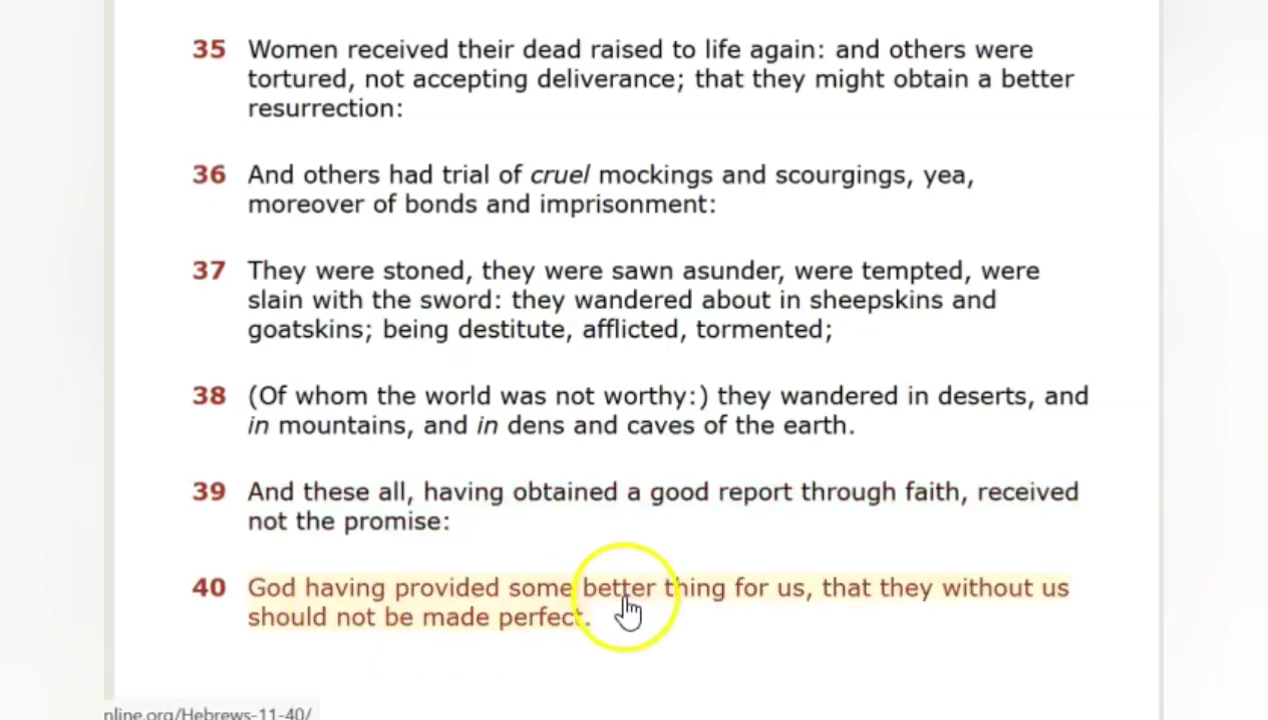 35 Women received their dead raised to life again: and others were
tortured, not accepting deliverance; that they might obtain a better
resurrection:
36 And others had trial of cruel mockings and scourgings, yea,
moreover of bonds and imprisonment:
37 They were stoned, they were sawn asunder, were tempted, were
slain with the sword: they wandered about in sheepskins and
goatskins; being destitute, afflicted, tormented;
38 (Of whom the world was not worthy:) they wandered in deserts, and
in mountains, and in dens and caves of the earth.
39 And these all, having obtained a good report through faith, received
not the promise:
40 God having provided some better thing for us, that they without us
should not be made perfect.
nline.org/Hebrews-11-40/